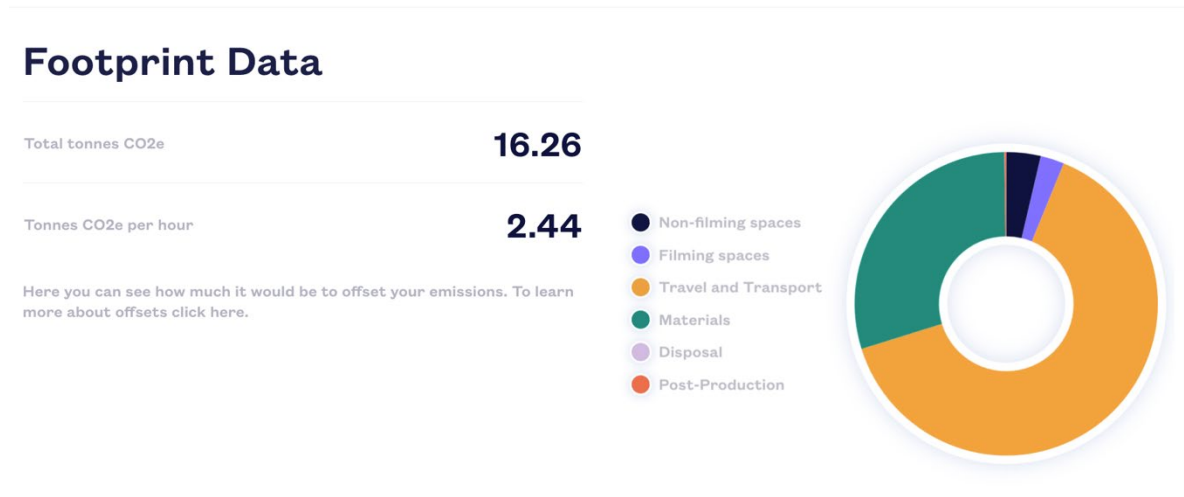 Footprint Data
Total tonnes CO2e
16.26
Tonnes CO2e per hour
2.44
Here you can see how much it would be to offset your emissions. To learn
more about offsets click here.
Non-filming spaces
Filming spaces
Travel and Transport
Materials
Disposal
Post-Production